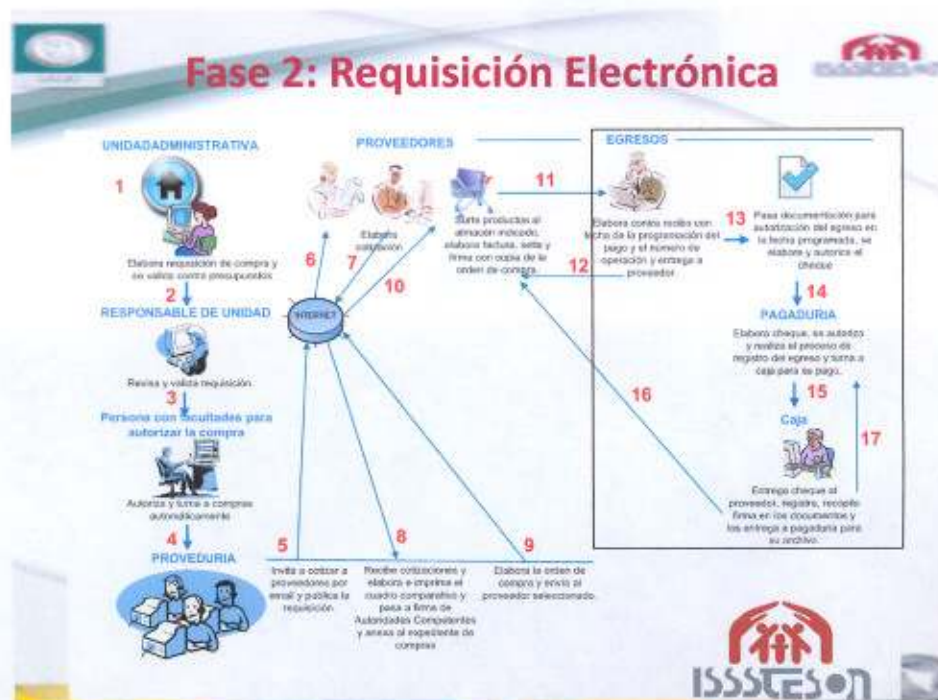 Fase 2: Requisición Electrónica
UNIDADADMINISTRATIVA
1
Elabora requisición de compra y
se valida contra presupuestos
2
RESPONSABLE DE UNIDAD
Revisa y valida requisición.
3
Persona con facultades para
autorizar la compra
Autoriza y turna a compras
automáticamente
4
PROVEDURIA
PROVEEDORES
6
7
Elabora
cotización
10
INTERNET
Surte productos al
almacén indicado,
elabora factura, sella y
firma con copia de la
orden de compra.
11
12
5
Invita a cotizar a
proveedores por
email y publica la
requisición
8
Recibe cotizaciones y
elabora e imprime el
cuadro comparativo y
pasa a firma de
Autoridades Competentes
y anexa al expediente de
compras
9
Elabora la orden de
compra y envío al
proveedor seleccionado.
EGRESOS
Elabora contra recibo con
fecha de la programación del
pago y el número de
operación y entrega a
proveedor
13
Pasa documentación para
autorización del egreso en
la fecha programada, se
elabora y autoriza el
cheque
14
PAGADURIA
Elabora cheque, se autoriza
y realiza el proceso de
registro del egreso y turna a
caja para su pago.
15
16
17
Caja
Entrega cheque al
proveedor, registra, recopila
firma en los documentos y
los entrega a pagaduría para
su archivo.
ISSSTESON